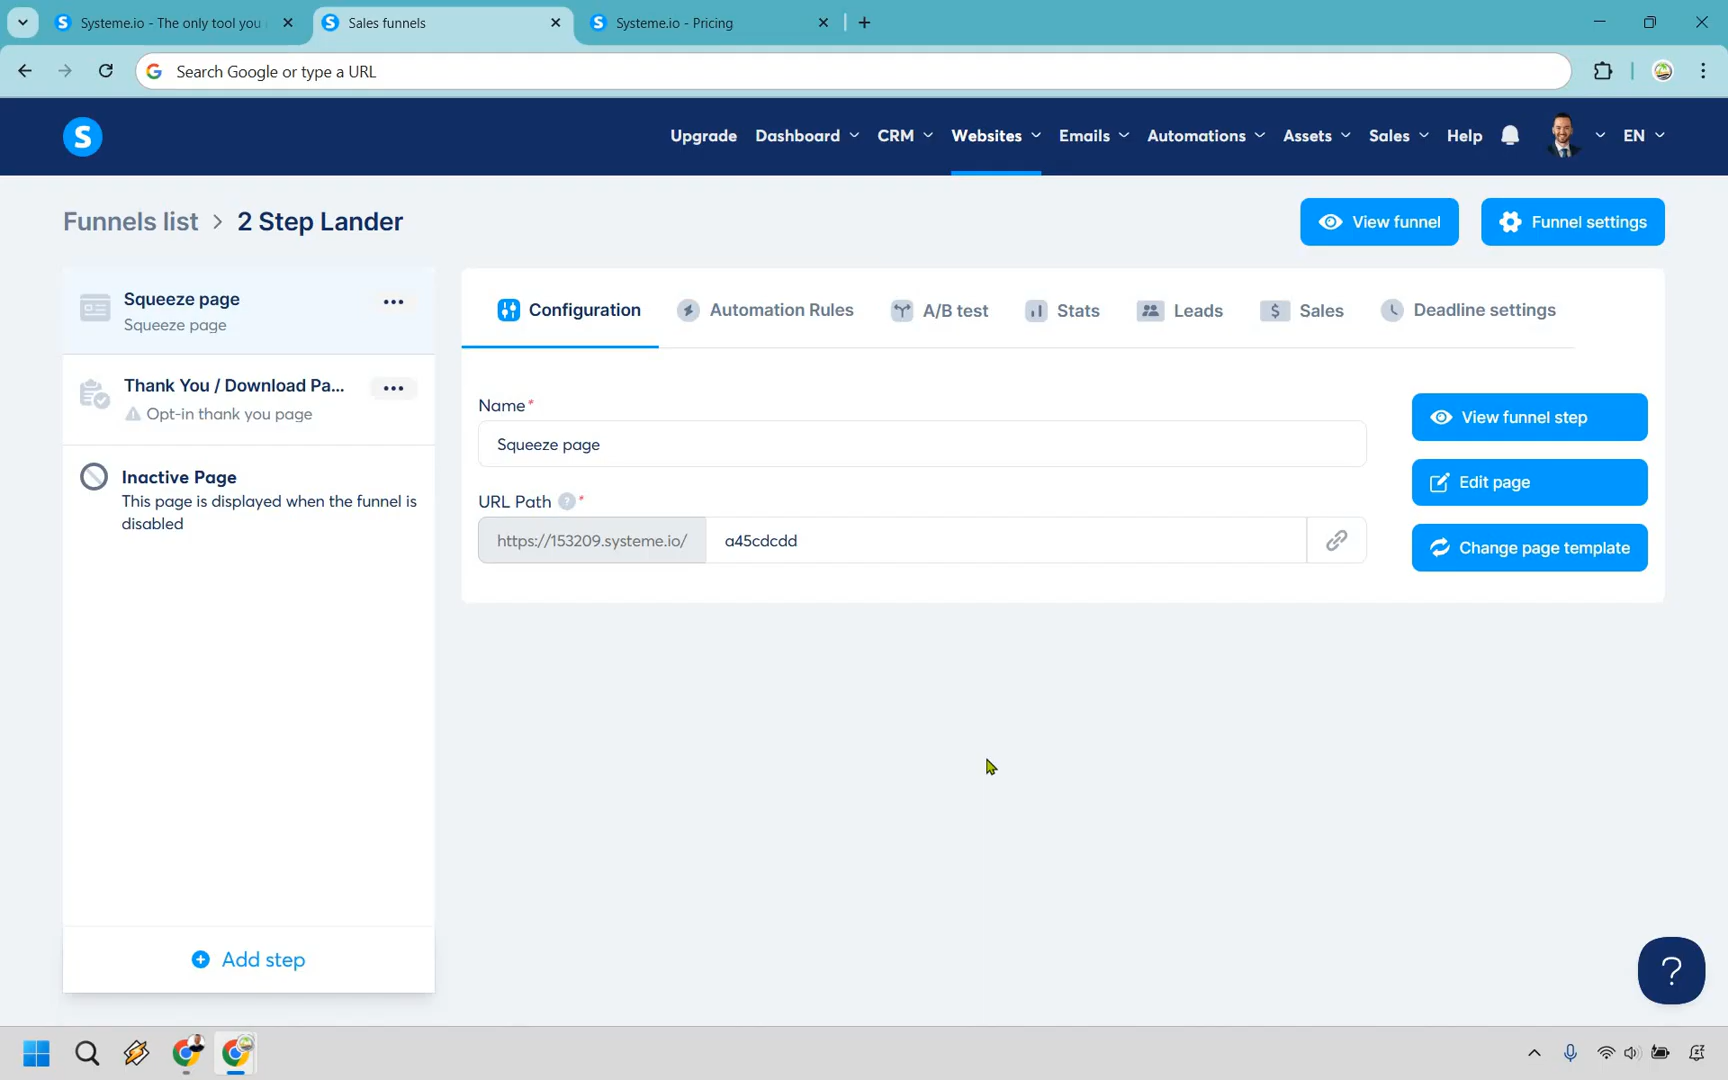 Systeme.io - The only tool you
Sales funnels
Systeme.io - Pricing
Search Google or type a URL
S
Upgrade
Dashboard
CRM
Websites
Emails
Automations
Assets
Sales
Help
EN
Funnels list > 2 Step Lander
View funnel
Funnel settings
Squeeze page
Squeeze page
Thank You / Download Pa...
Opt-in thank you page
Inactive Page
This page is displayed when the funnel is
disabled
Add step
Configuration
Automation Rules
A/B test
Stats
Leads
Sales
Deadline settings
Name*
Squeeze page
URL Path ? *
https://153209.systeme.io/
a45cdcdd
View funnel step
Edit page
Change page template
?